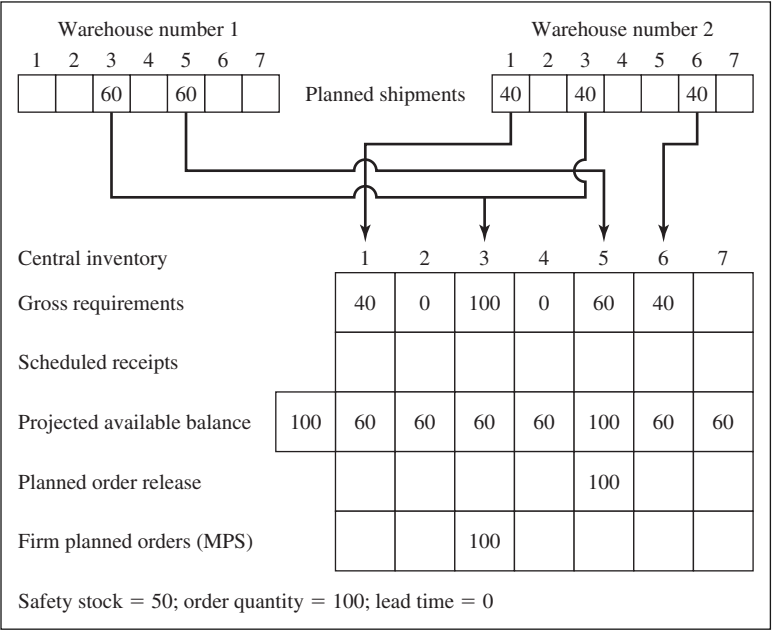 Warehouse number 1 Warehouse number 2
1 2 3 4 5 6 7 1 2 3 4 5 6 7
60 60 Planned shipments 40 40 40
Central inventory 1 2 3 4 5 6 7
Gross requirements 40 0 100 0 60 40
Scheduled receipts
Projected available balance 100 60 60 60 60 100 60 60
Planned order release 100
Firm planned orders (MPS) 100
Safety stock = 50; order quantity = 100; lead time = 0